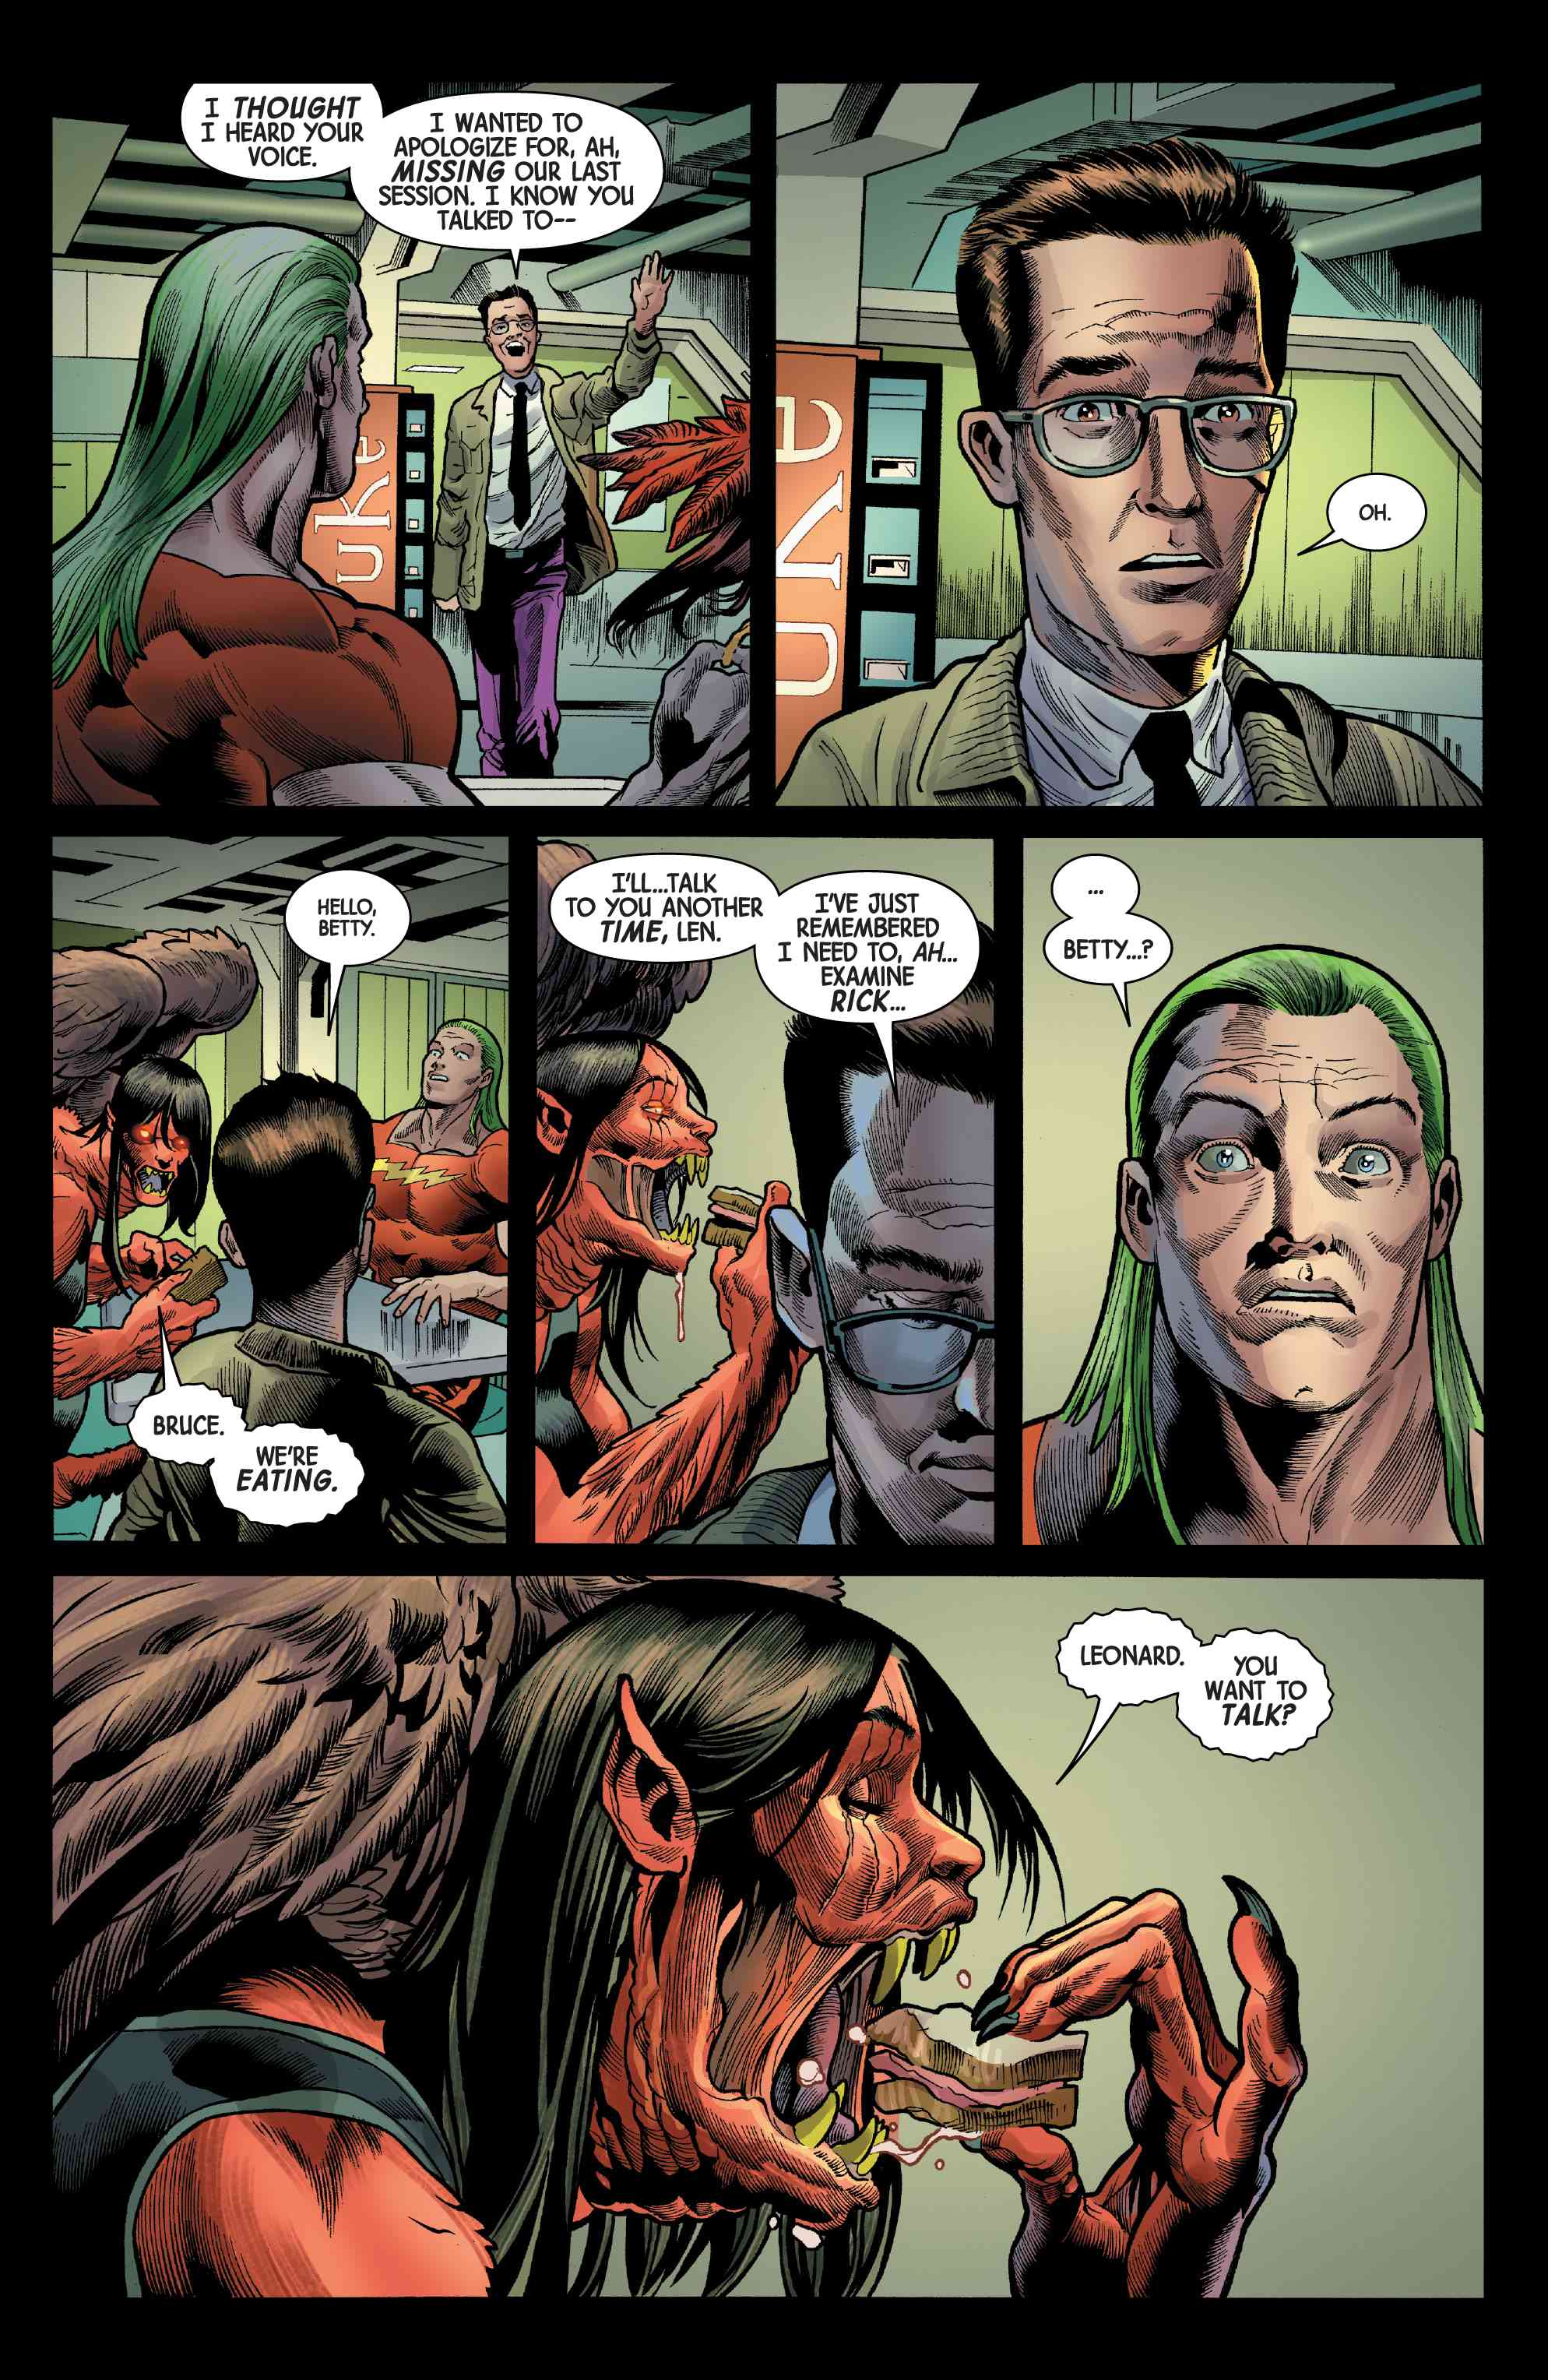 I THOUGHT
I HEARD YOUR
VOICE.
I WANTED TO
APOLOGIZE FOR, AH,
MISSING OUR LAST
SESSION. I KNOW YOU
TALKED TO--
uke
uke
OH.
HELLO,
BETTY.
BRUCE.
WE'RE
EATING.
I'LL...TALK
TO YOU ANOTHER
TIME, LEN.
I'VE JUST
REMEMBERED
I NEED TO, AH...
EXAMINE
RICK...
...
BETTY...?
LEONARD.
YOU
WANT TO
TALK?